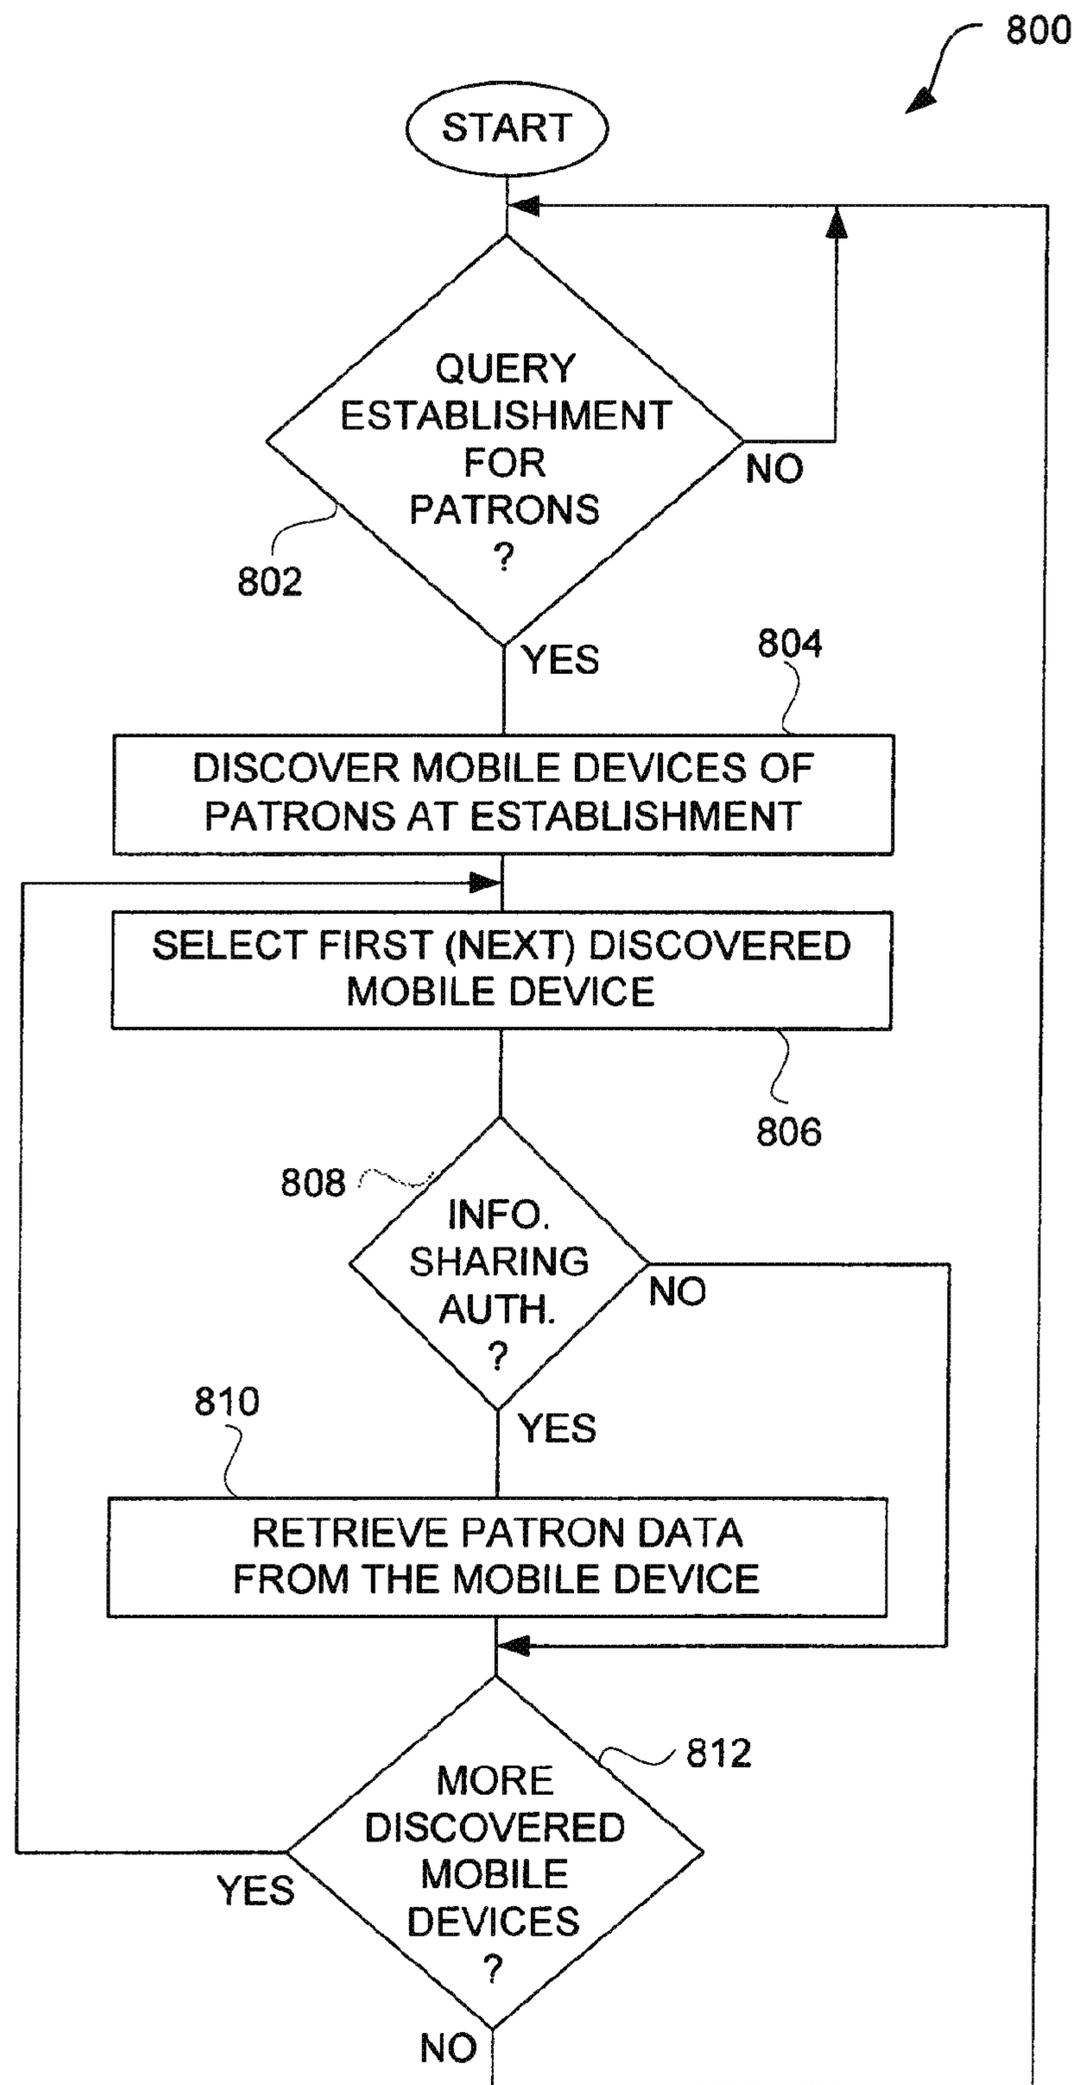 800
START
QUERY
ESTABLISHMENT
FOR
PATRONS
?
NO
802
YES
804
DISCOVER MOBILE DEVICES OF
PATRONS AT ESTABLISHMENT
SELECT FIRST (NEXT) DISCOVERED
MOBILE DEVICE
806
808
INFO.
SHARING
AUTH.
?
NO
810
YES
RETRIEVE PATRON DATA
FROM THE MOBILE DEVICE
812
MORE
DISCOVERED
MOBILE
DEVICES
?
YES
NO